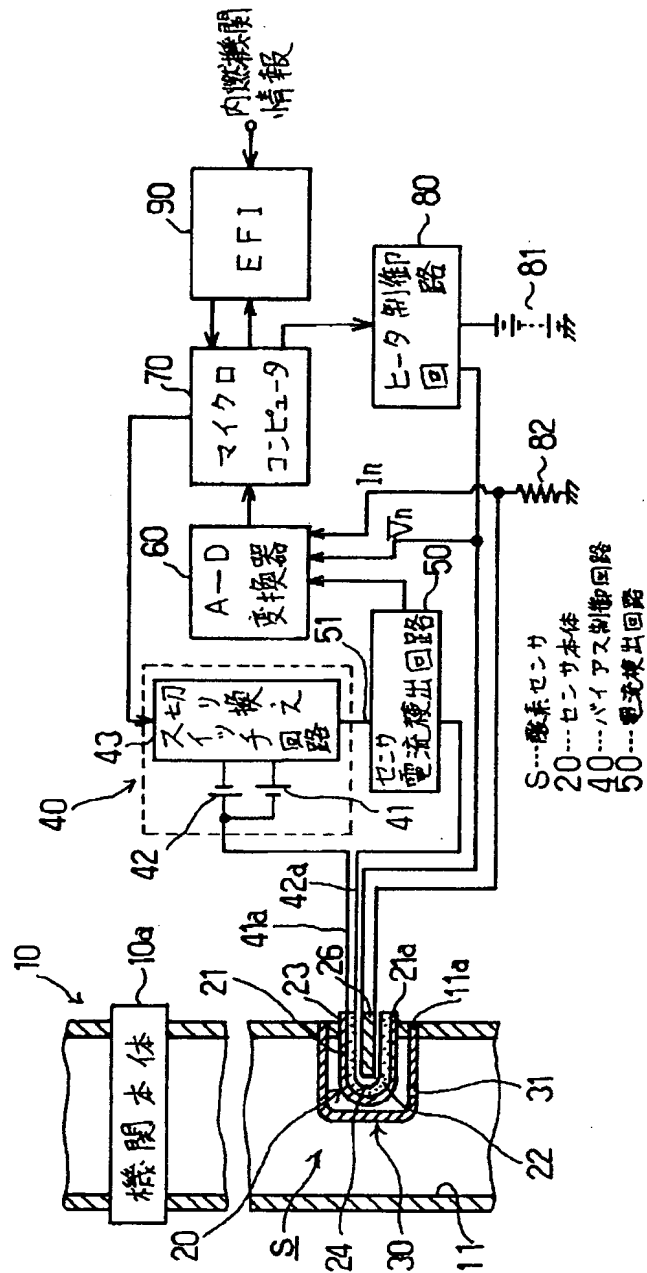 10
10a
機関本体
20
S
24
30
11
21
23
26
21a
11a
31
22
41a
42a
40
43
切り換え
スイッチ
回路
42
41
51
センサ
電流検出回路
50
60
A－D
変換器
Vn
In
70
マイクロ
コンピュータ
90
EFI
内燃機関
情報
80
ヒータ制御
回路
81
82
S…酸素センサ
20…センサ本体
40…バイアス制御回路
50…電流検出回路